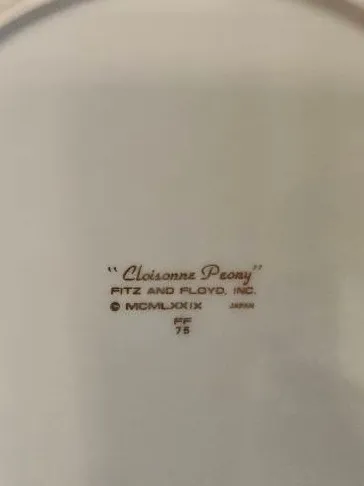 "Cloisonne Peony"
FITZ AND FLOYD, INC.
© MCMLXXIX JAPAN
FF
75